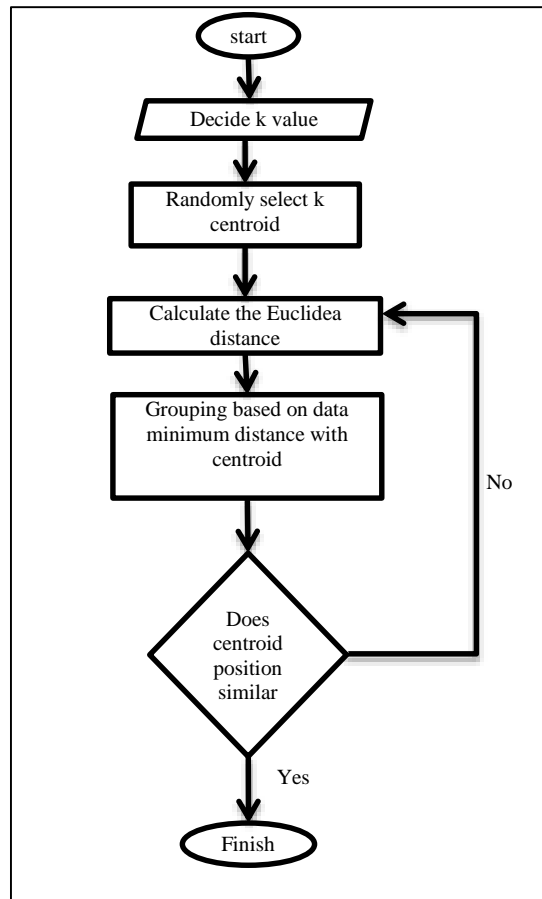 start
Decide k value
Randomly select k
centroid
Calculate the Euclidea
distance
Grouping based on data
minimum distance with
centroid
No
Does
centroid
position
similar
Yes
Finish